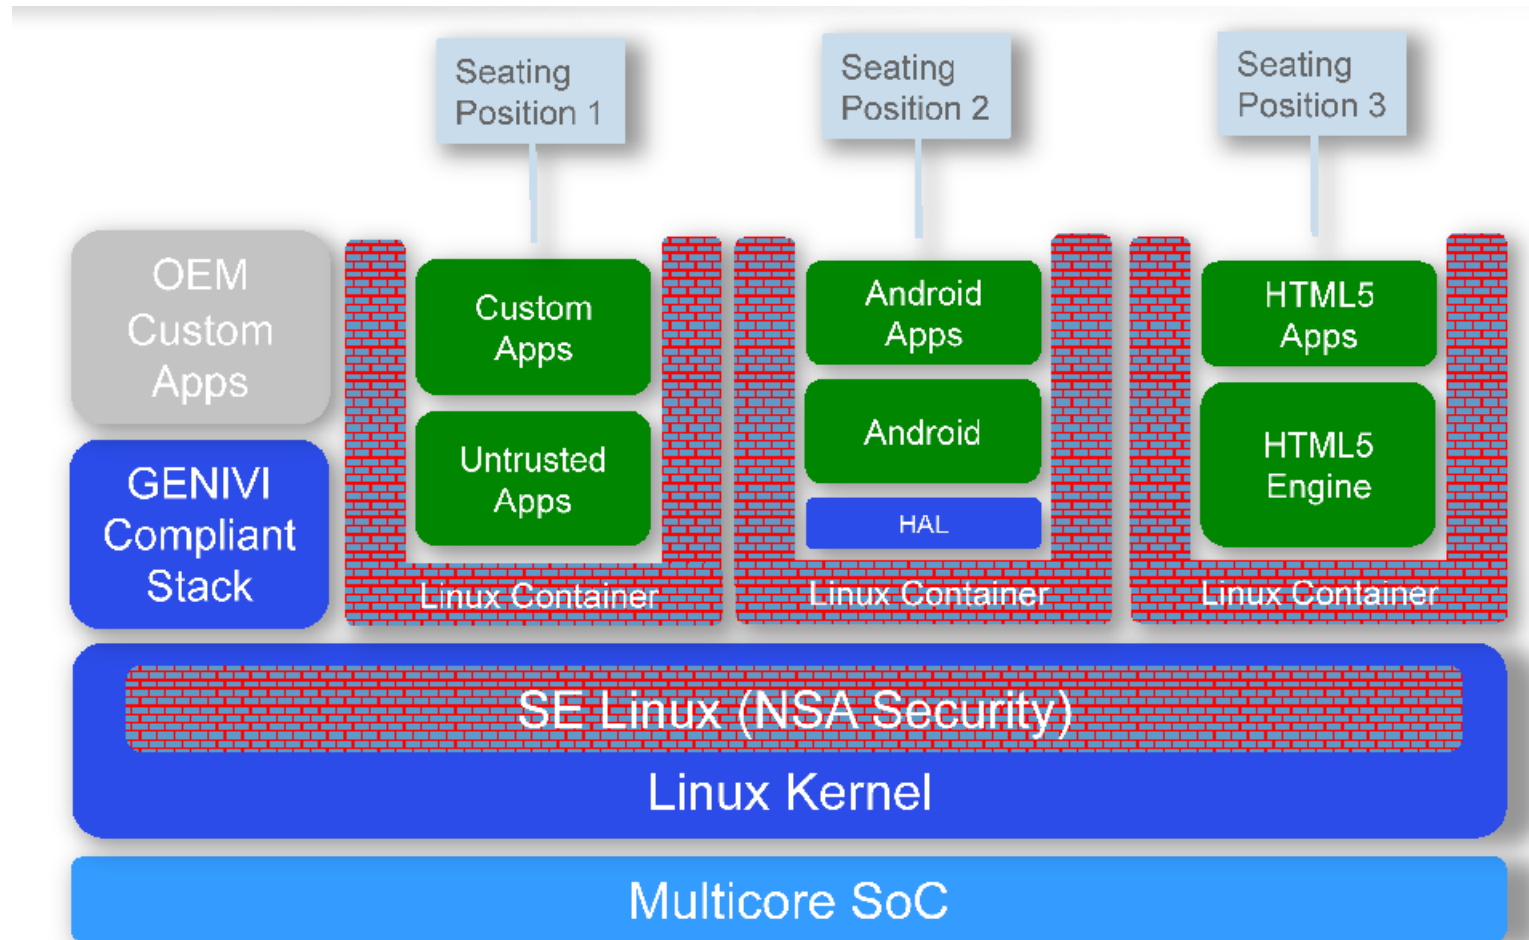 Seating
Position 1
Seating
Position 2
Seating
Position 3
OEM
Custom
Apps
GENIVI
Compliant
Stack
Custom
Apps
Untrusted
Apps
Linux Container
Android
Apps
Android
HAL
Linux Container
HTML5
Apps
HTML5
Engine
Linux Container
SE Linux (NSA Security)
Linux Kernel
Multicore SoC